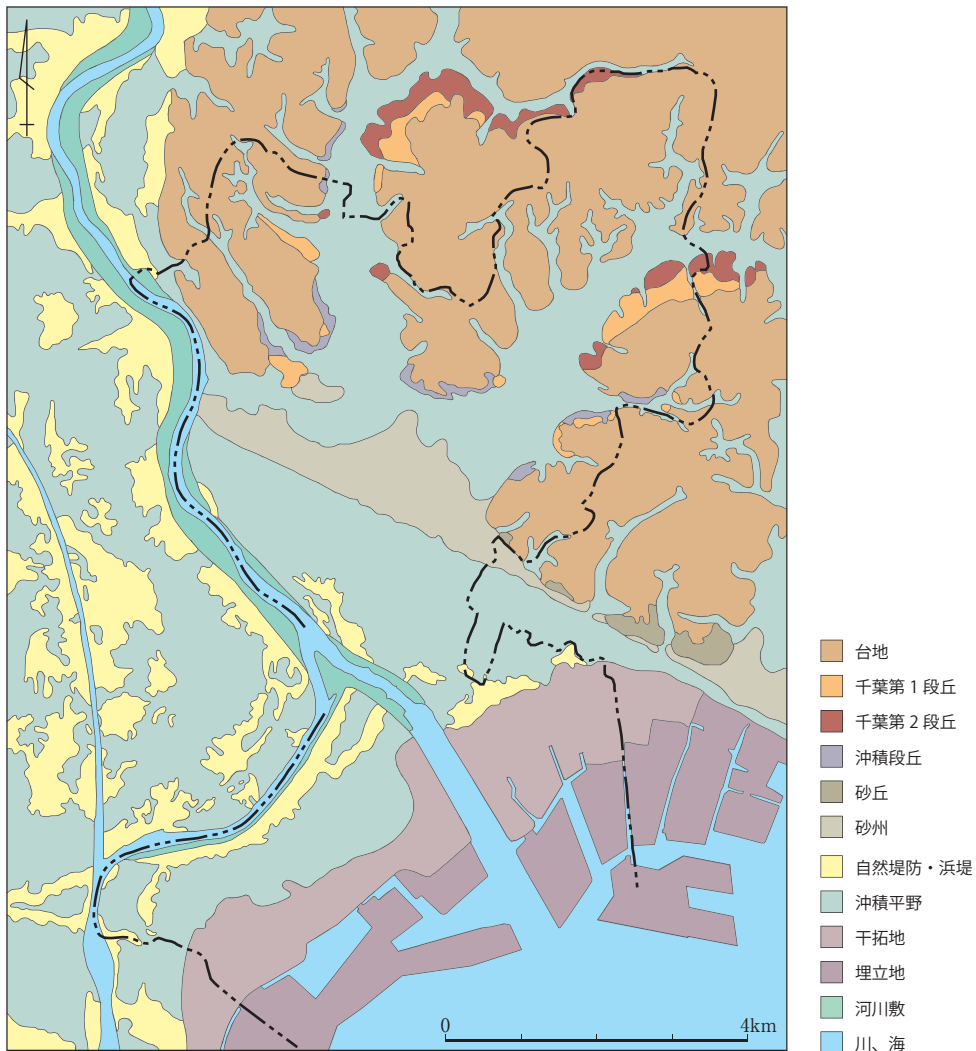 台地
千葉第1段丘
千葉第2段丘
沖積段丘
砂丘
砂州
自然堤防・浜堤
沖積平野
干拓地
埋立地
河川敷
川、海
0 4km